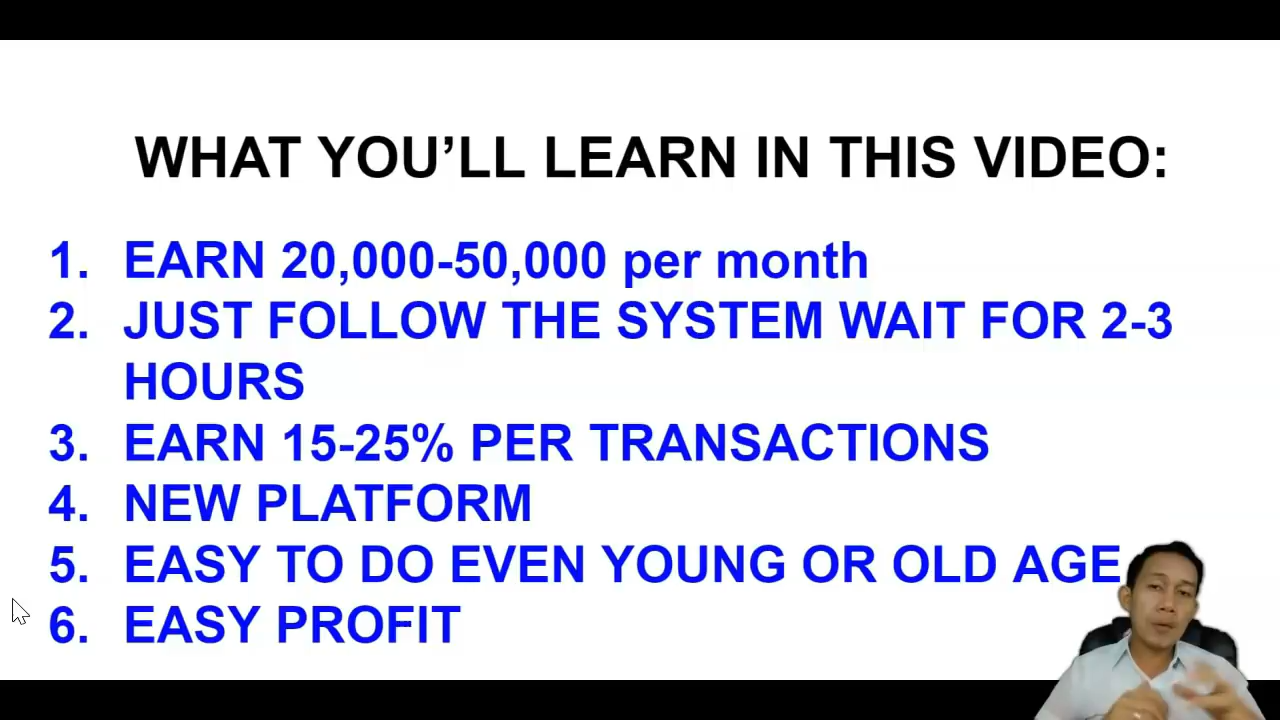 WHAT YOU’LL LEARN IN THIS VIDEO:
1. EARN 20,000-50,000 per month
2. JUST FOLLOW THE SYSTEM WAIT FOR 2-3
HOURS
3. EARN 15-25% PER TRANSACTIONS
4. NEW PLATFORM
5. EASY TO DO EVEN YOUNG OR OLD AGE
6. EASY PROFIT